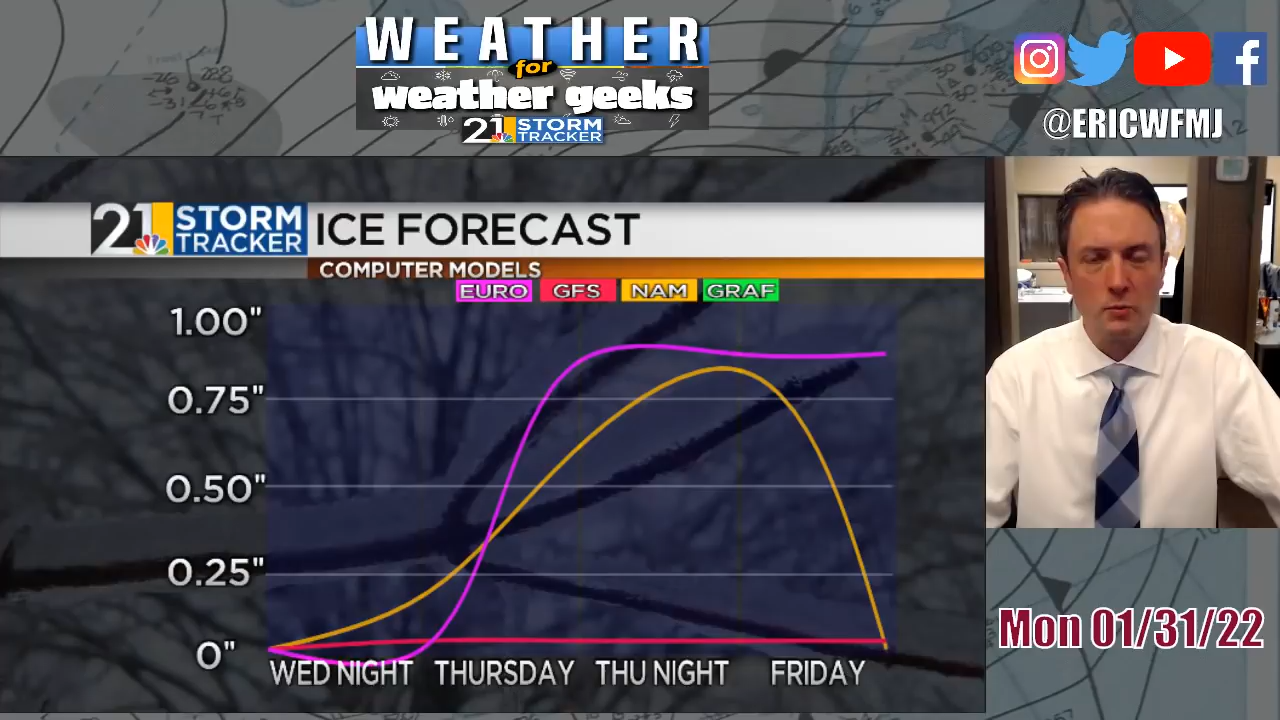 WEATHER
for
weather geeks
21 STORM
TRACKER
@ERICWFMJ
21 STORM
TRACKER
ICE FORECAST
COMPUTER MODELS
EURO GFS NAM GRAF
1.00"
0.75"
0.50"
0.25"
0"
WED NIGHT THURSDAY THU NIGHT FRIDAY
Mon 01/31/22